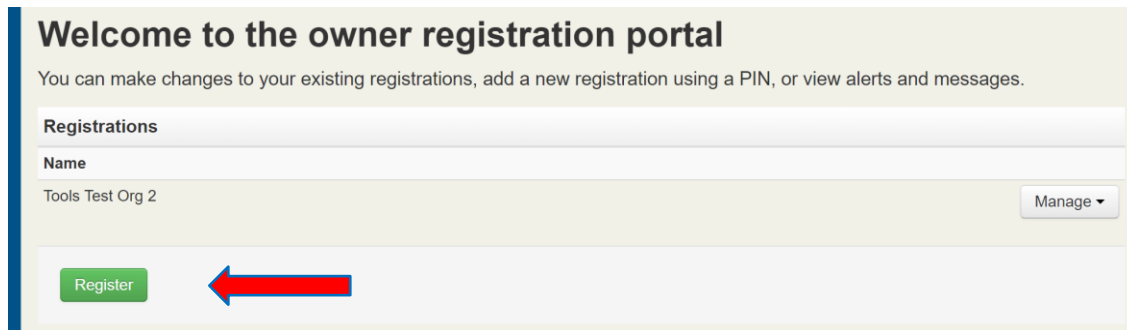 Welcome to the owner registration portal
You can make changes to your existing registrations, add a new registration using a PIN, or view alerts and messages.
Registrations
Name
Tools Test Org 2
Manage
Register